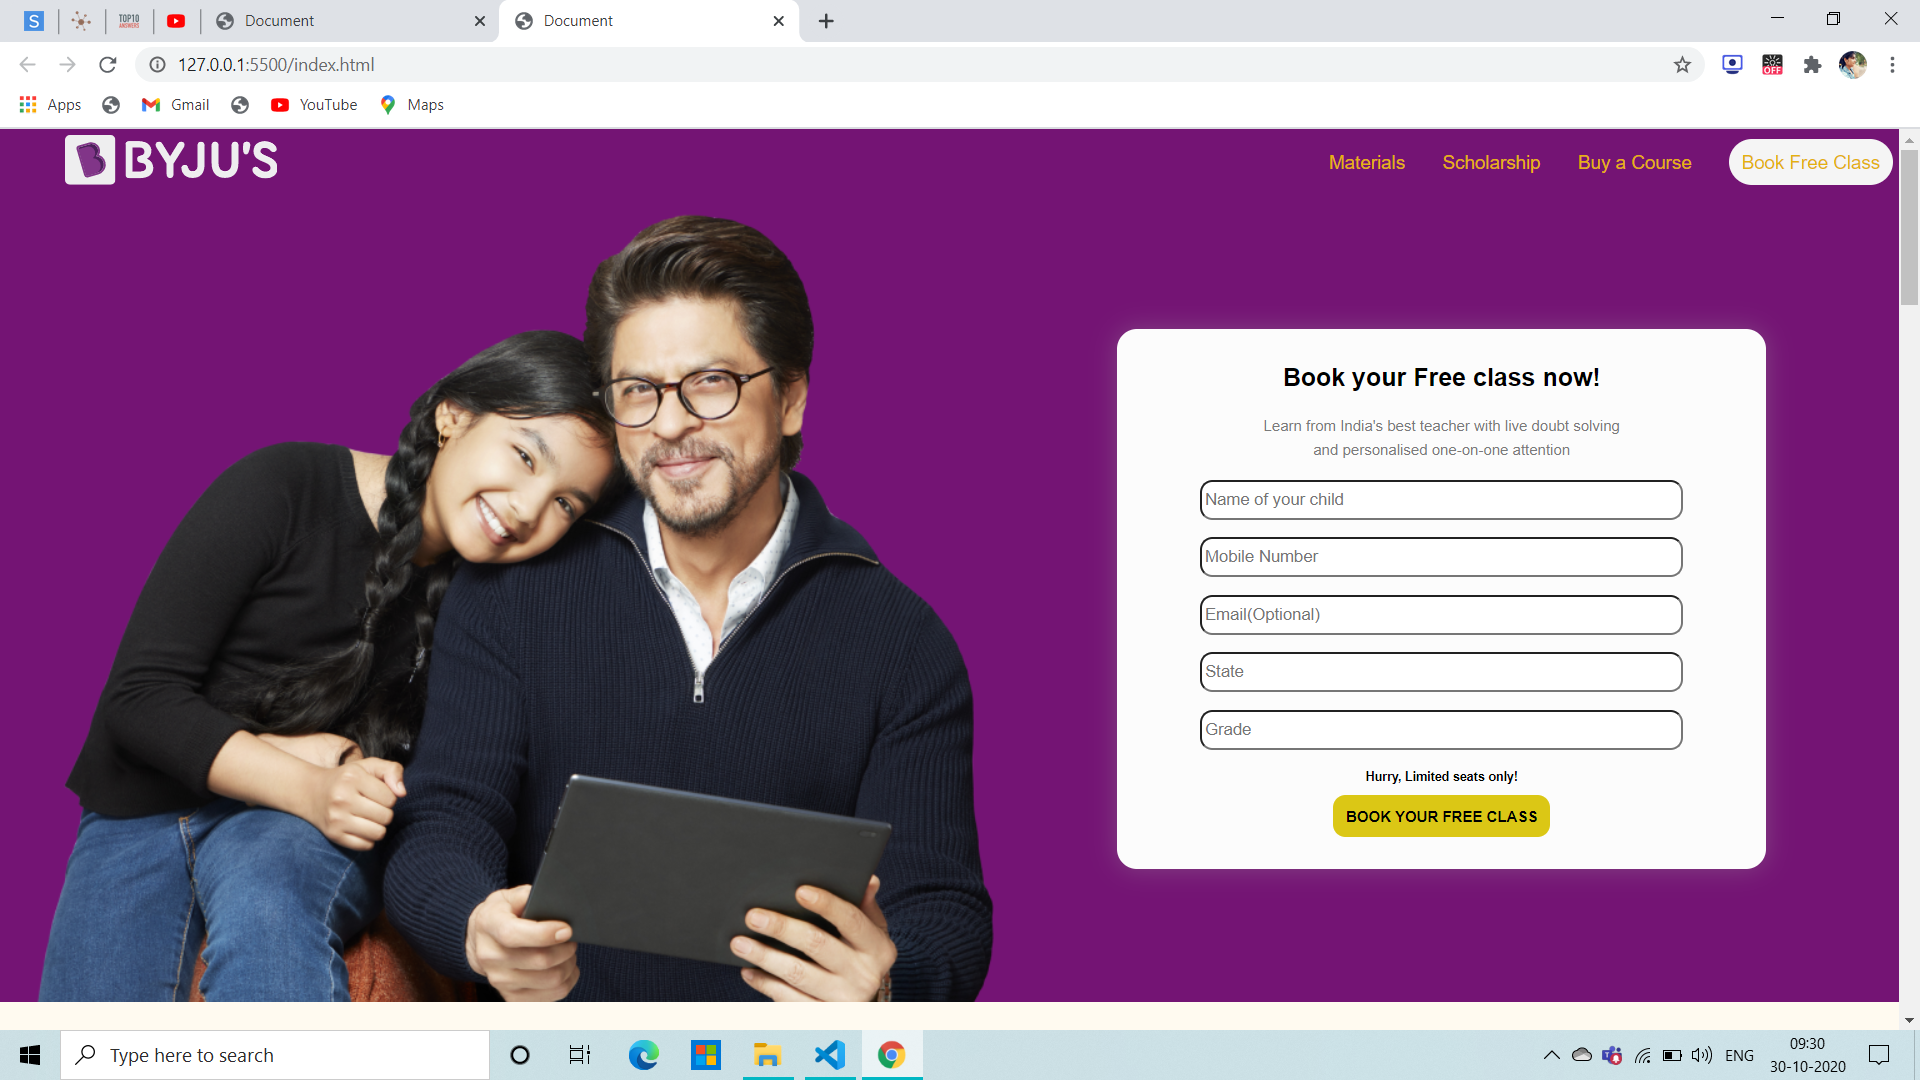 S
TOP10
ANSWERS
Document
Document
127.0.0.1:5500/index.html
OFF
Apps
Gmail
YouTube
Maps
BYJU'S
Materials
Scholarship
Buy a Course
Book Free Class
Book your Free class now!
Learn from India's best teacher with live doubt solving
and personalised one-on-one attention
Name of your child
Mobile Number
Email(Optional)
State
Grade
Hurry, Limited seats only!
BOOK YOUR FREE CLASS
Type here to search
ENG
09:30
30-10-2020